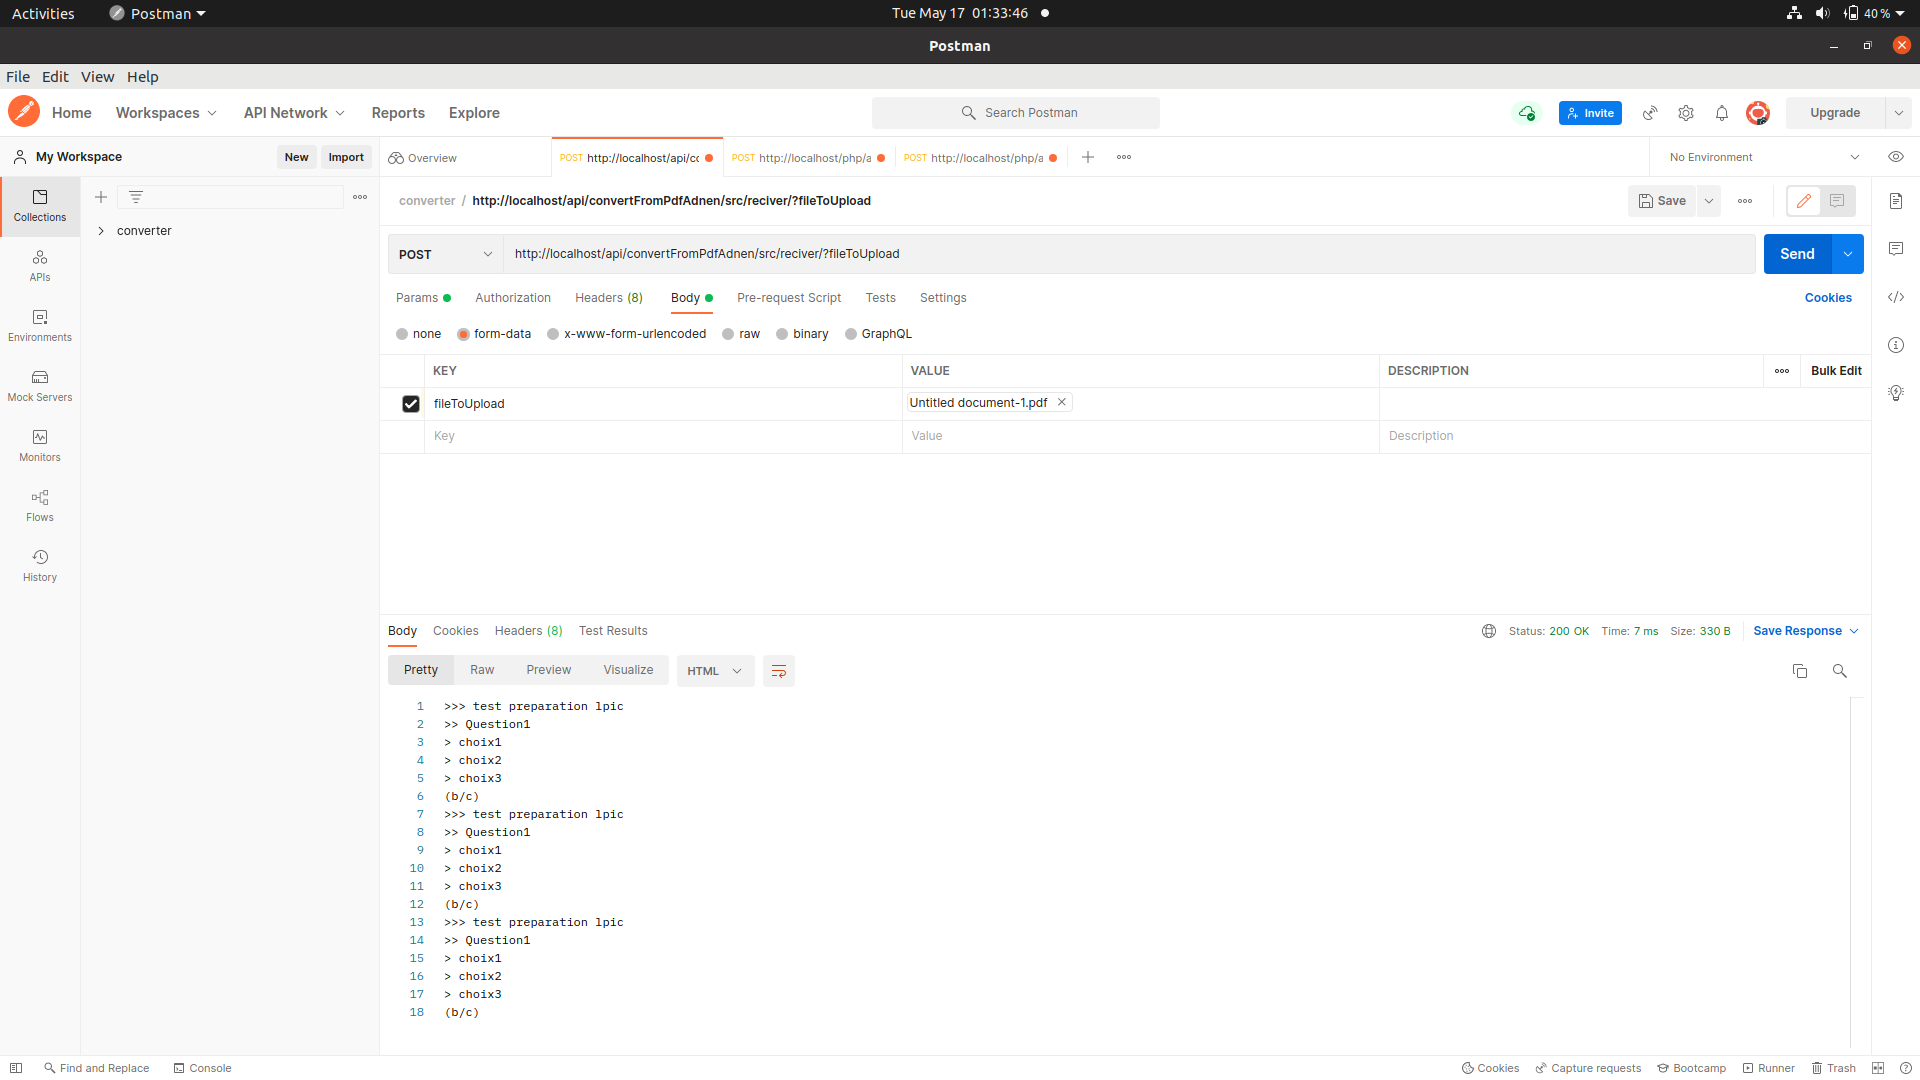 Activities
Postman
Tue May 17 01:33:46
40 %
Postman
File Edit View Help
Home Workspaces API Network Reports Explore
Search Postman
Invite
Upgrade
My Workspace
New Import
Overview
POST http://localhost/api/cc
POST http://localhost/php/a
POST http://localhost/php/a
No Environment
Collections
APIs
Environments
Mock Servers
Monitors
Flows
History
converter
converter / http://localhost/api/convertFromPdfAdnen/src/reciver/?fileToUpload
Save
POST http://localhost/api/convertFromPdfAdnen/src/reciver/?fileToUpload
Send
Params Authorization Headers (8) Body Pre-request Script Tests Settings
Cookies
none form-data x-www-form-urlencoded raw binary GraphQL
KEY VALUE DESCRIPTION
Bulk Edit
fileToUpload Untitled document-1.pdf
Key Value Description
Body Cookies Headers (8) Test Results
Status: 200 OK Time: 7 ms Size: 330 B
Save Response
Pretty Raw Preview Visualize HTML
1 >>> test preparation lpic
2 >> Question1
3 > choix1
4 > choix2
5 > choix3
6 (b/c)
7 >>> test preparation lpic
8 >> Question1
9 > choix1
10 > choix2
11 > choix3
12 (b/c)
13 >>> test preparation lpic
14 >> Question1
15 > choix1
16 > choix2
17 > choix3
18 (b/c)
Find and Replace Console
Cookies Capture requests Bootcamp Runner Trash